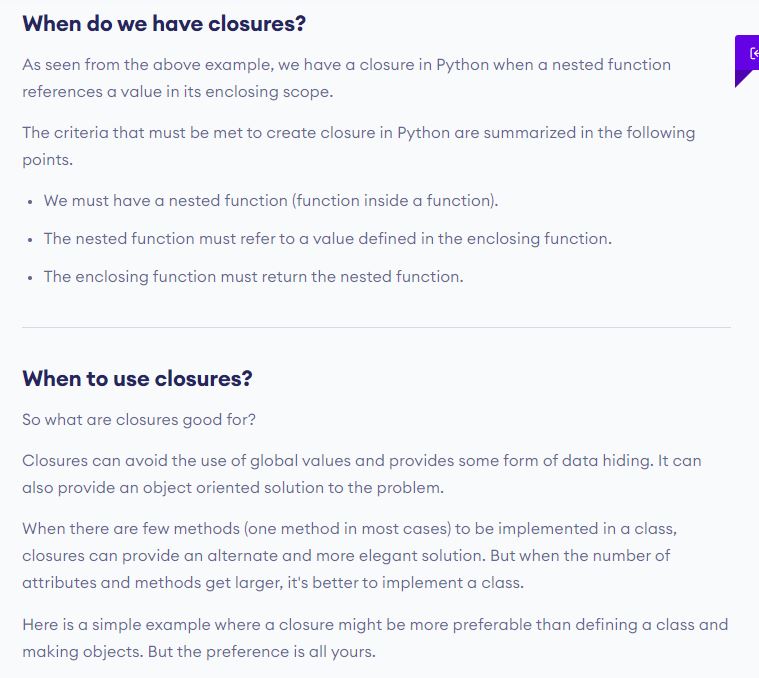 When do we have closures?
As seen from the above example, we have a closure in Python when a nested function
references a value in its enclosing scope.
The criteria that must be met to create closure in Python are summarized in the following
points.
• We must have a nested function (function inside a function).
• The nested function must refer to a value defined in the enclosing function.
• The enclosing function must return the nested function.
When to use closures?
So what are closures good for?
Closures can avoid the use of global values and provides some form of data hiding. It can
also provide an object oriented solution to the problem.
When there are few methods (one method in most cases) to be implemented in a class,
closures can provide an alternate and more elegant solution. But when the number of
attributes and methods get larger, it's better to implement a class.
Here is a simple example where a closure might be more preferable than defining a class and
making objects. But the preference is all yours.